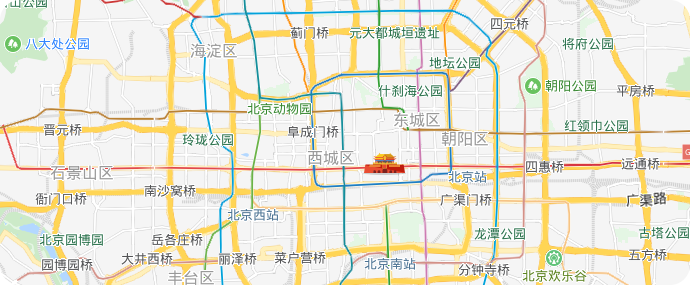 山公园
蓟门桥
元大都城垣遗址
四元桥
八大处公园
海淀区
将府公园
地坛公园
什刹海公园
朝阳公园
平房桥
北京动物园
东城区
晋元桥
玲珑公园
阜成门桥
朝阳区
红领巾公园
西城区
石景山区
北京站
四惠桥
远通桥
衙门口桥
南沙窝桥
广渠门桥
广渠路
北京西站
北京园博园
岳各庄桥
龙潭公园
古塔公园
园博园桥
大井西桥
丽泽桥
菜户营桥
北京南站
分钟寺桥
五方桥
丰台区
北京欢乐谷